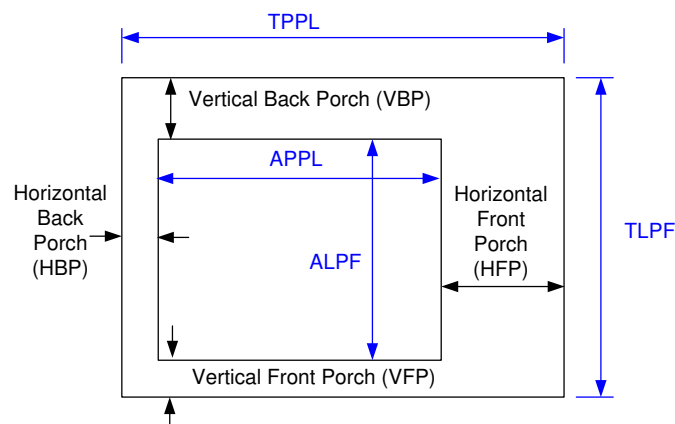 TPPL
Vertical Back Porch (VBP)
APPL
Horizontal
Back
Porch
(HBP)
Horizontal
Front
Porch
(HFP)
TLPF
ALPF
Vertical Front Porch (VFP)